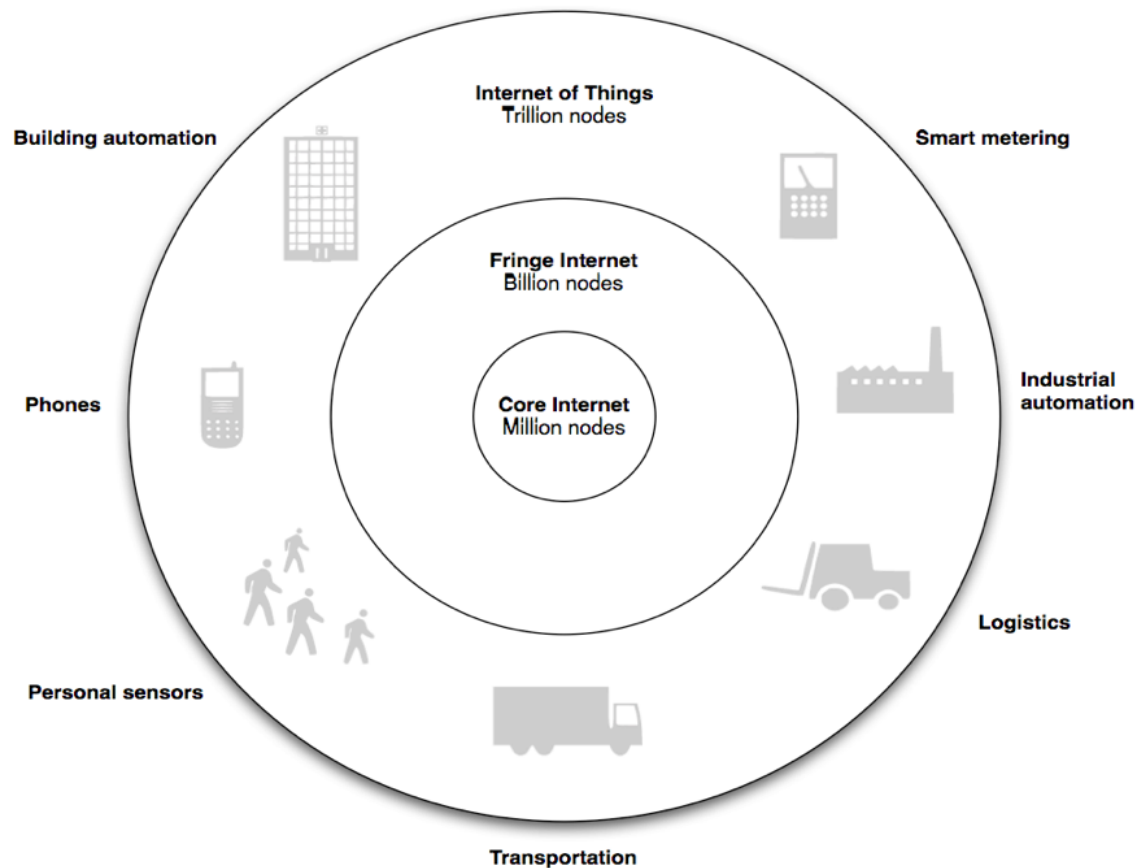 Internet of Things
Trillion nodes
Building automation
Smart metering
Fringe Internet
Billion nodes
Phones
Core Internet
Million nodes
Industrial
automation
Logistics
Personal sensors
Transportation